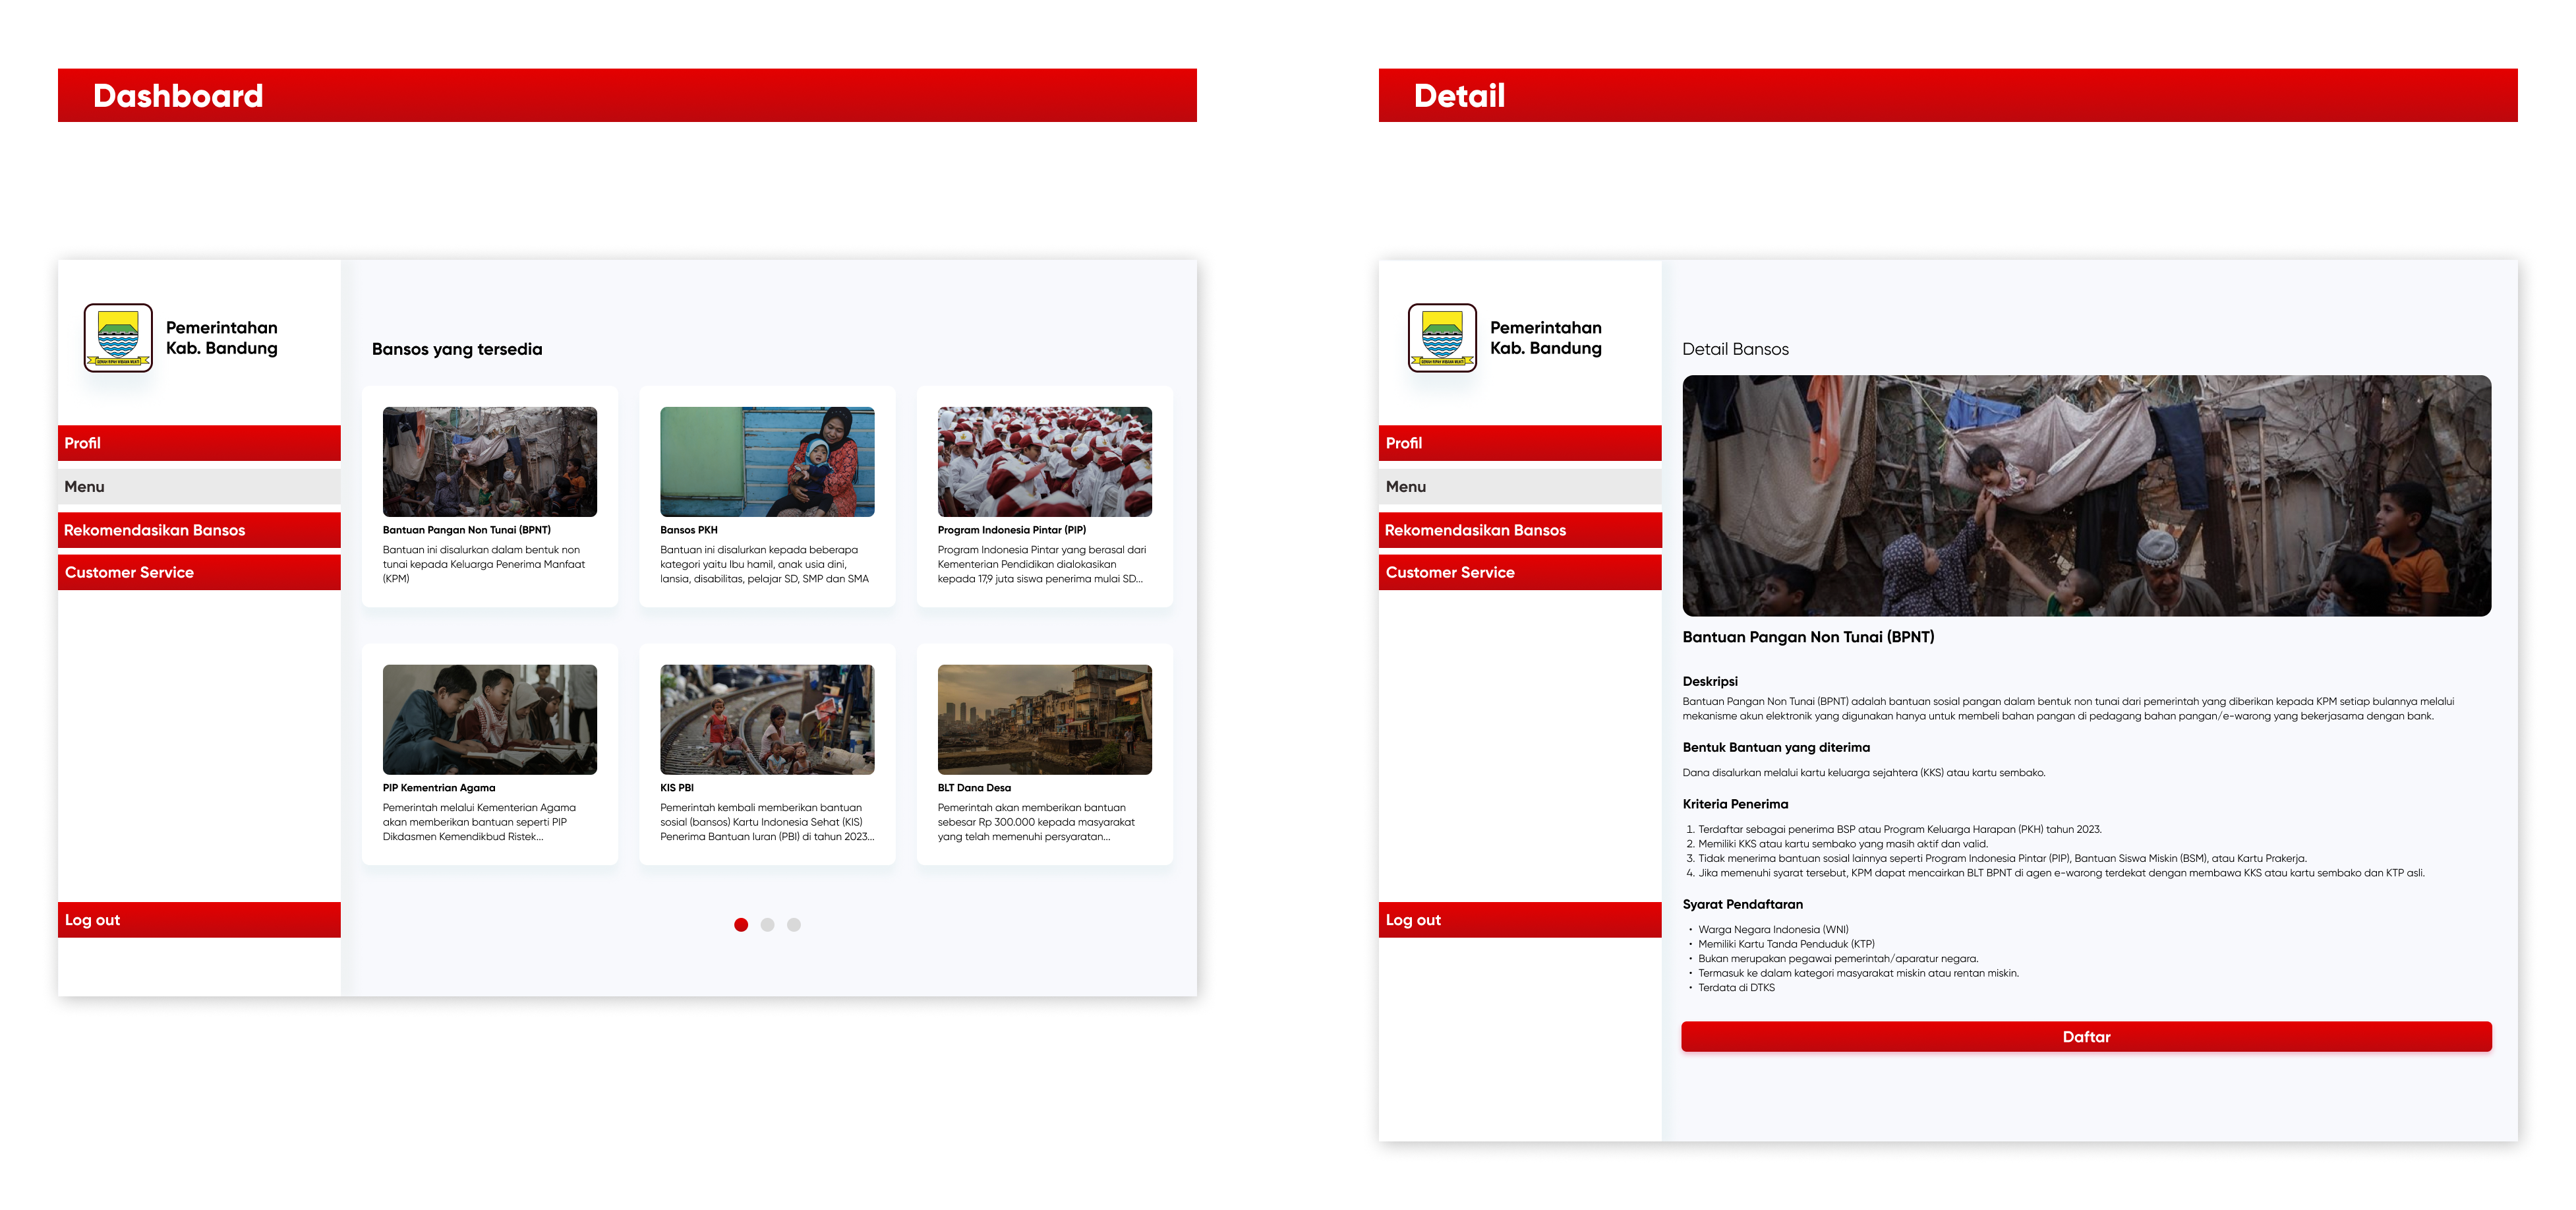 Dashboard
Pemerintahan
Kab. Bandung
Profil
Menu
Rekomendasikan Bansos
Customer Service
Log out
Bansos yang tersedia
Bantuan Pangan Non Tunai (BPNT)
Bantuan ini disalurkan dalam bentuk non
tunai kepada Keluarga Penerima Manfaat
(KPM)
Bansos PKH
Bantuan ini disalurkan kepada beberapa
kategori yaitu Ibu hamil, anak usia dini,
lansia, disabilitas, pelajar SD, SMP dan SMA
Program Indonesia Pintar (PIP)
Program Indonesia Pintar yang berasal dari
Kementerian Pendidikan dialokasikan
kepada 17,9 juta siswa penerima mulai SD...
PIP Kementrian Agama
Pemerintah melalui Kementerian Agama
akan memberikan bantuan seperti PIP
Dikdasmen Kemendikbud Ristek...
KIS PBI
Pemerintah kembali memberikan bantuan
sosial (bansos) Kartu Indonesia Sehat (KIS)
Penerima Bantuan Iuran (PBI) di tahun 2023...
BLT Dana Desa
Pemerintah akan memberikan bantuan
sebesar Rp 300.000 kepada masyarakat
yang telah memenuhi persyaratan...
Detail
Pemerintahan
Kab. Bandung
Profil
Menu
Rekomendasikan Bansos
Customer Service
Log out
Detail Bansos
Bantuan Pangan Non Tunai (BPNT)
Deskripsi
Bantuan Pangan Non Tunai (BPNT) adalah bantuan sosial pangan dalam bentuk non tunai dari pemerintah yang diberikan kepada KPM setiap bulannya melalui
mekanisme akun elektronik yang digunakan hanya untuk membeli bahan pangan di pedagang bahan pangan/e-warong yang bekerjasama dengan bank.
Bentuk Bantuan yang diterima
Dana disalurkan melalui kartu keluarga sejahtera (KKS) atau kartu sembako.
Kriteria Penerima
1. Terdaftar sebagai penerima BSP atau Program Keluarga Harapan (PKH) tahun 2023.
2. Memiliki KKS atau kartu sembako yang masih aktif dan valid.
3. Tidak menerima bantuan sosial lainnya seperti Program Indonesia Pintar (PIP), Bantuan Siswa Miskin (BSM), atau Kartu Prakerja.
4. Jika memenuhi syarat tersebut, KPM dapat mencairkan BLT BPNT di agen e-warong terdekat dengan membawa KKS atau kartu sembako dan KTP asli.
Syarat Pendaftaran
• Warga Negara Indonesia (WNI)
• Memiliki Kartu Tanda Penduduk (KTP)
• Bukan merupakan pegawai pemerintah/aparatur negara.
• Termasuk ke dalam kategori masyarakat miskin atau rentan miskin.
• Terdata di DTKS
Daftar